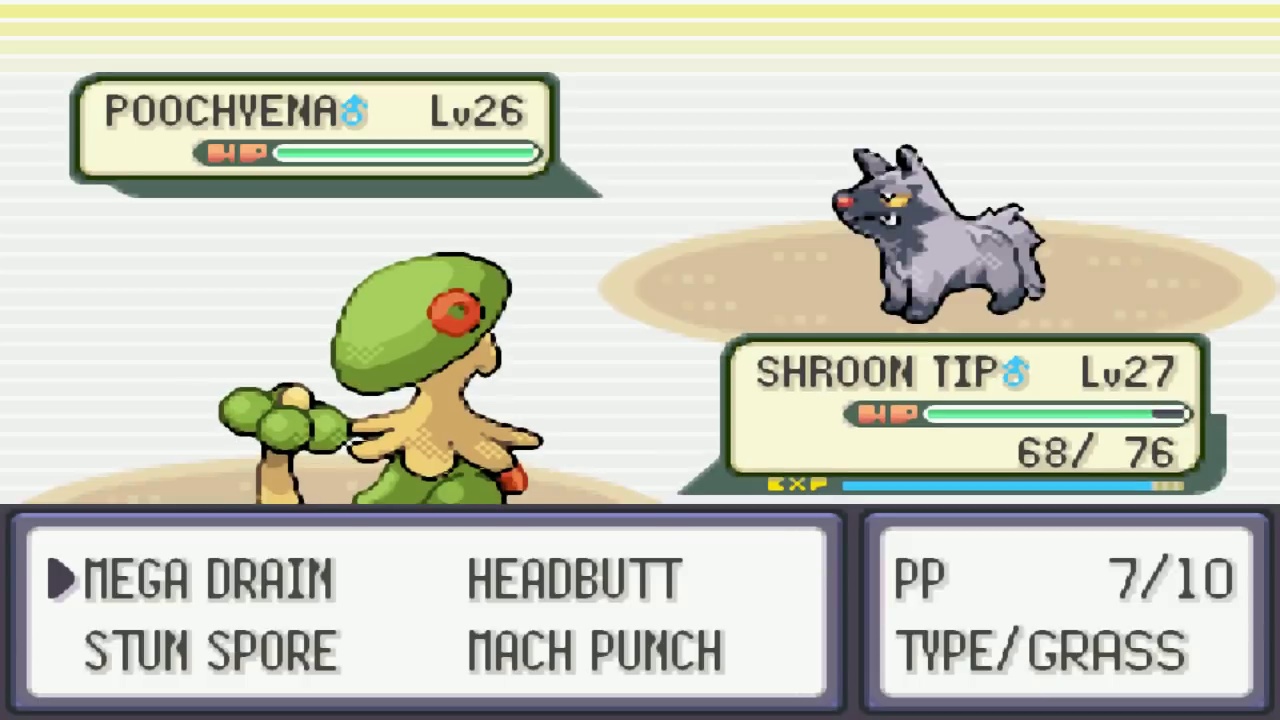 POOCHYENA♂ Lv26
HP
SHROON TIP♂ Lv27
HP
68/ 76
EXP
MEGA DRAIN HEADBUTT
STUN SPORE MACH PUNCH
PP 7/10
TYPE/GRASS